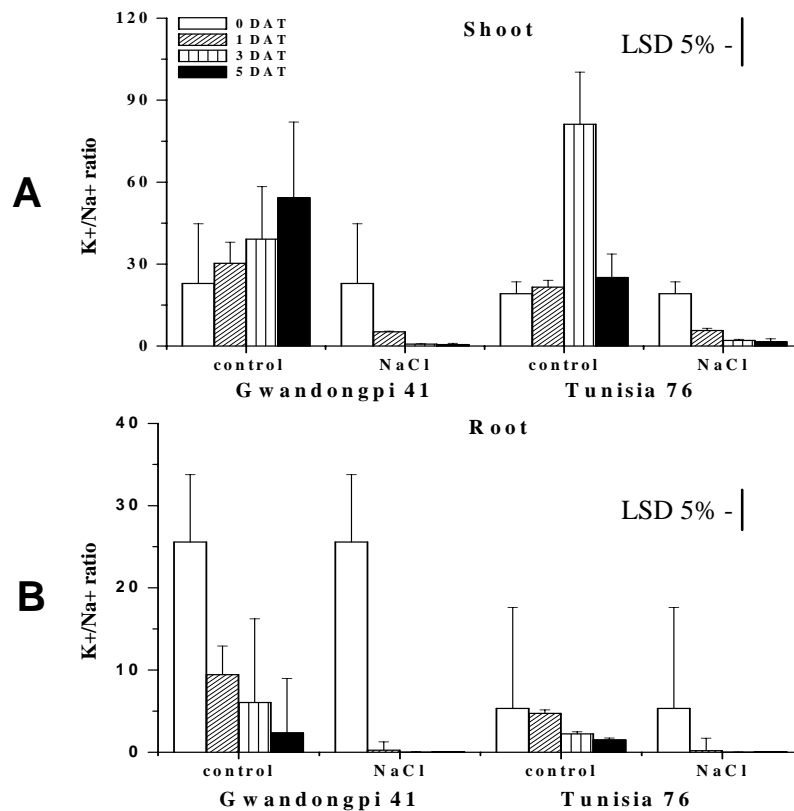 120
0 DAT
1 DAT
3 DAT
5 DAT
Shoot
LSD 5% -
90
60
30
0
K+/Na+ ratio
A
control
NaCl
control
NaCl
Gwandongpi 41
Tunisia 76
40
Root
30
LSD 5% -
20
10
0
K+/Na+ ratio
B
control
NaCl
control
NaCl
Gwandongpi 41
Tunisia 76